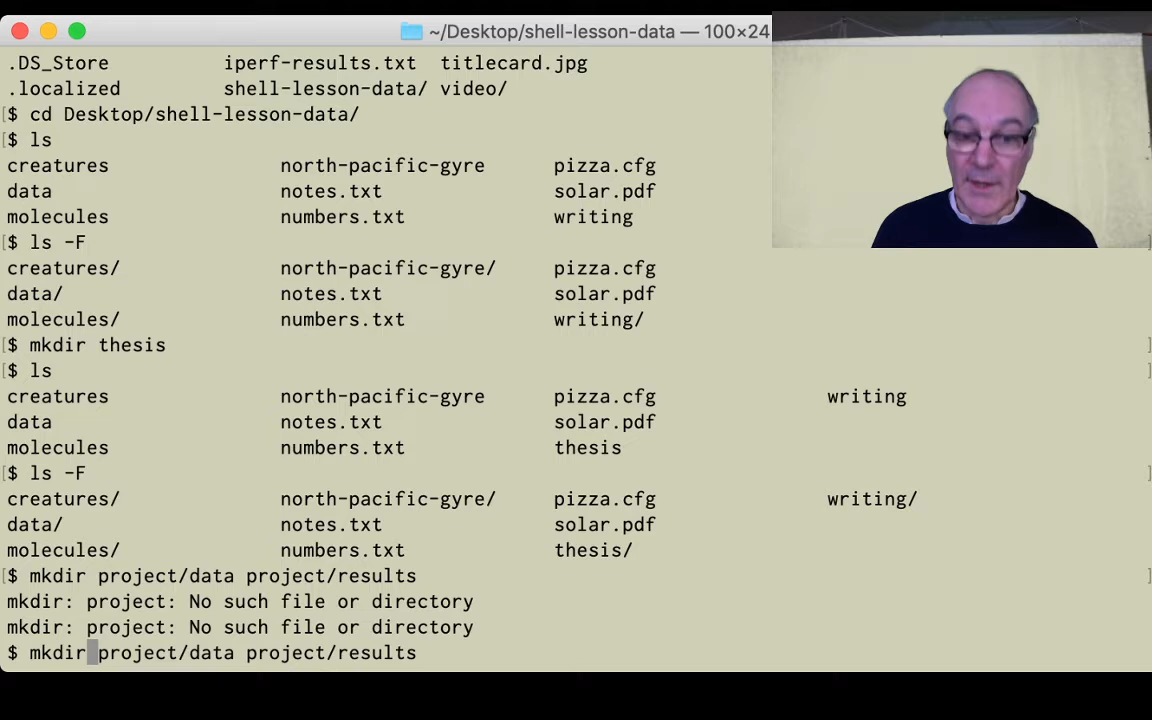 ~/Desktop/shell-lesson-data — 100×24
.DS_Store iperf-results.txt titlecard.jpg
.localized shell-lesson-data/ video/
[$ cd Desktop/shell-lesson-data/
[$ ls
creatures north-pacific-gyre pizza.cfg
data notes.txt solar.pdf
molecules numbers.txt writing
[$ ls -F ]
creatures/ north-pacific-gyre/ pizza.cfg
data/ notes.txt solar.pdf
molecules/ numbers.txt writing/
[$ mkdir thesis ]
[$ ls ]
creatures north-pacific-gyre pizza.cfg writing
data notes.txt solar.pdf
molecules numbers.txt thesis
[$ ls -F ]
creatures/ north-pacific-gyre/ pizza.cfg writing/
data/ notes.txt solar.pdf
molecules/ numbers.txt thesis/
[$ mkdir project/data project/results ]
mkdir: project: No such file or directory
mkdir: project: No such file or directory
$ mkdir project/data project/results